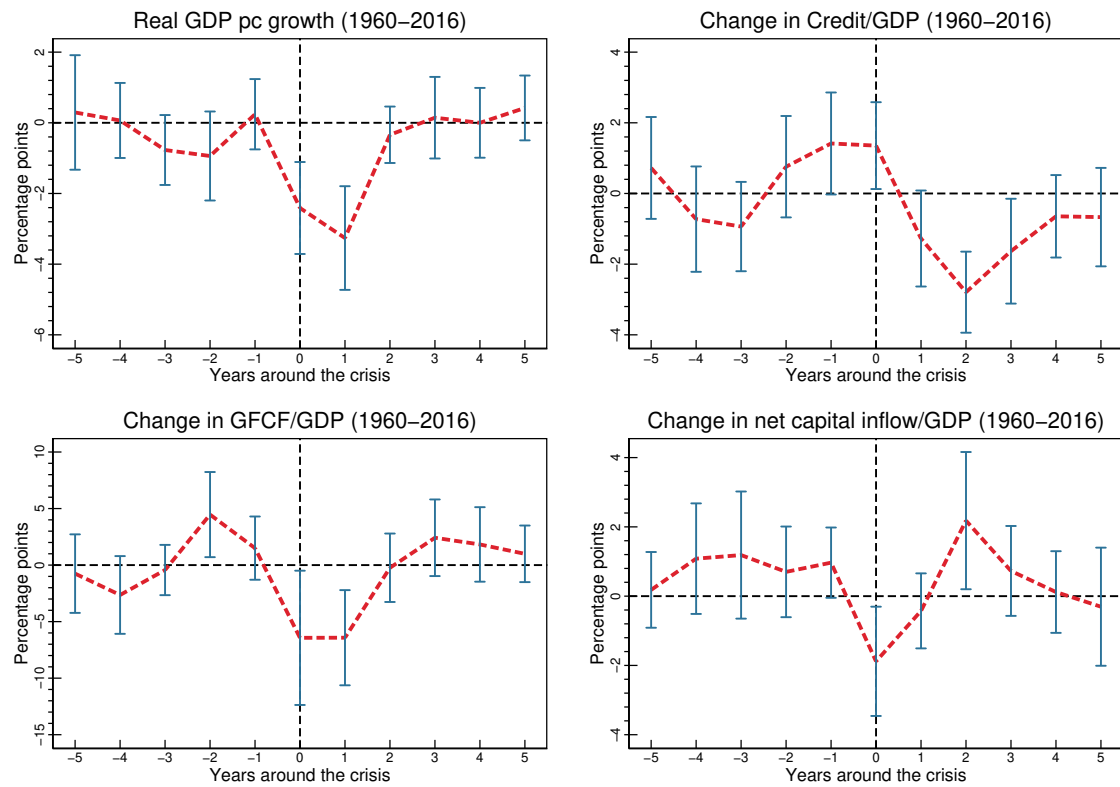 Real GDP pc growth (1960−2016)
Percentage points
2
0
−2
−4
−6
−5 −4 −3 −2 −1 0 1 2 3 4 5
Years around the crisis
Change in Credit/GDP (1960−2016)
Percentage points
4
2
0
−2
−4
−5 −4 −3 −2 −1 0 1 2 3 4 5
Years around the crisis
Change in GFCF/GDP (1960−2016)
Percentage points
10
5
0
−5
−10
−15
−5 −4 −3 −2 −1 0 1 2 3 4 5
Years around the crisis
Change in net capital inflow/GDP (1960−2016)
Percentage points
4
2
0
−2
−4
−5 −4 −3 −2 −1 0 1 2 3 4 5
Years around the crisis